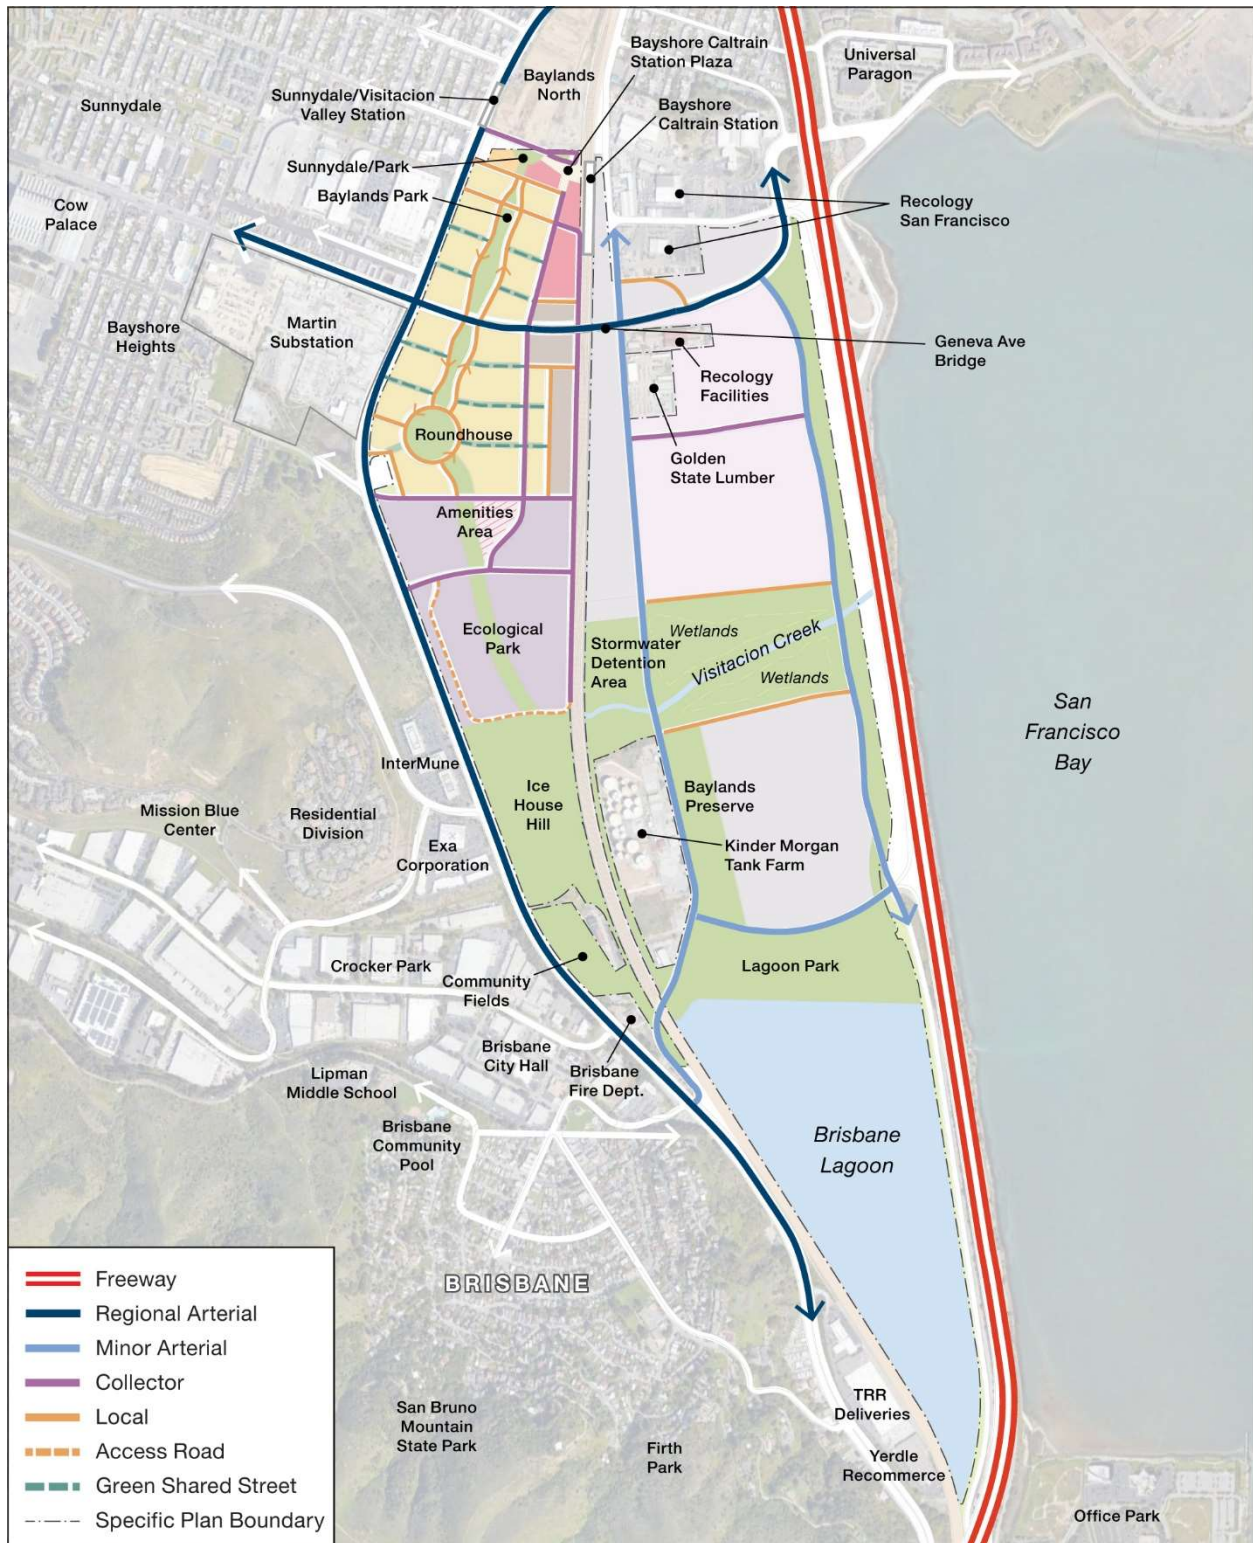 Universal
Paragon
Bayshore Caltrain
Station Plaza
Baylands
North
Sunnydale
Sunnydale/Visitacion
Valley Station
Bayshore
Caltrain Station
Sunnydale/Park
Baylands Park
Cow
Palace
Recology
San Francisco
Bayshore
Heights
Martin
Substation
Geneva Ave
Bridge
Recology
Facilities
Roundhouse
Golden
State Lumber
Amenities
Area
Ecological
Park
Stormwater
Detention
Area
Wetlands
Visitacion Creek
Wetlands
San
Francisco
Bay
InterMune
Ice
House
Hill
Baylands
Preserve
Mission Blue
Center
Residential
Division
Exa
Corporation
Kinder Morgan
Tank Farm
Crocker Park
Community
Fields
Lagoon Park
Brisbane
City Hall
Brisbane
Fire Dept.
Lipman
Middle School
Brisbane
Community
Pool
Brisbane
Lagoon
BRISBANE
San Bruno
Mountain
State Park
Firth
Park
TRR
Deliveries
Yerdle
Recommerce
Office Park
Freeway
Regional Arterial
Minor Arterial
Collector
Local
Access Road
Green Shared Street
Specific Plan Boundary